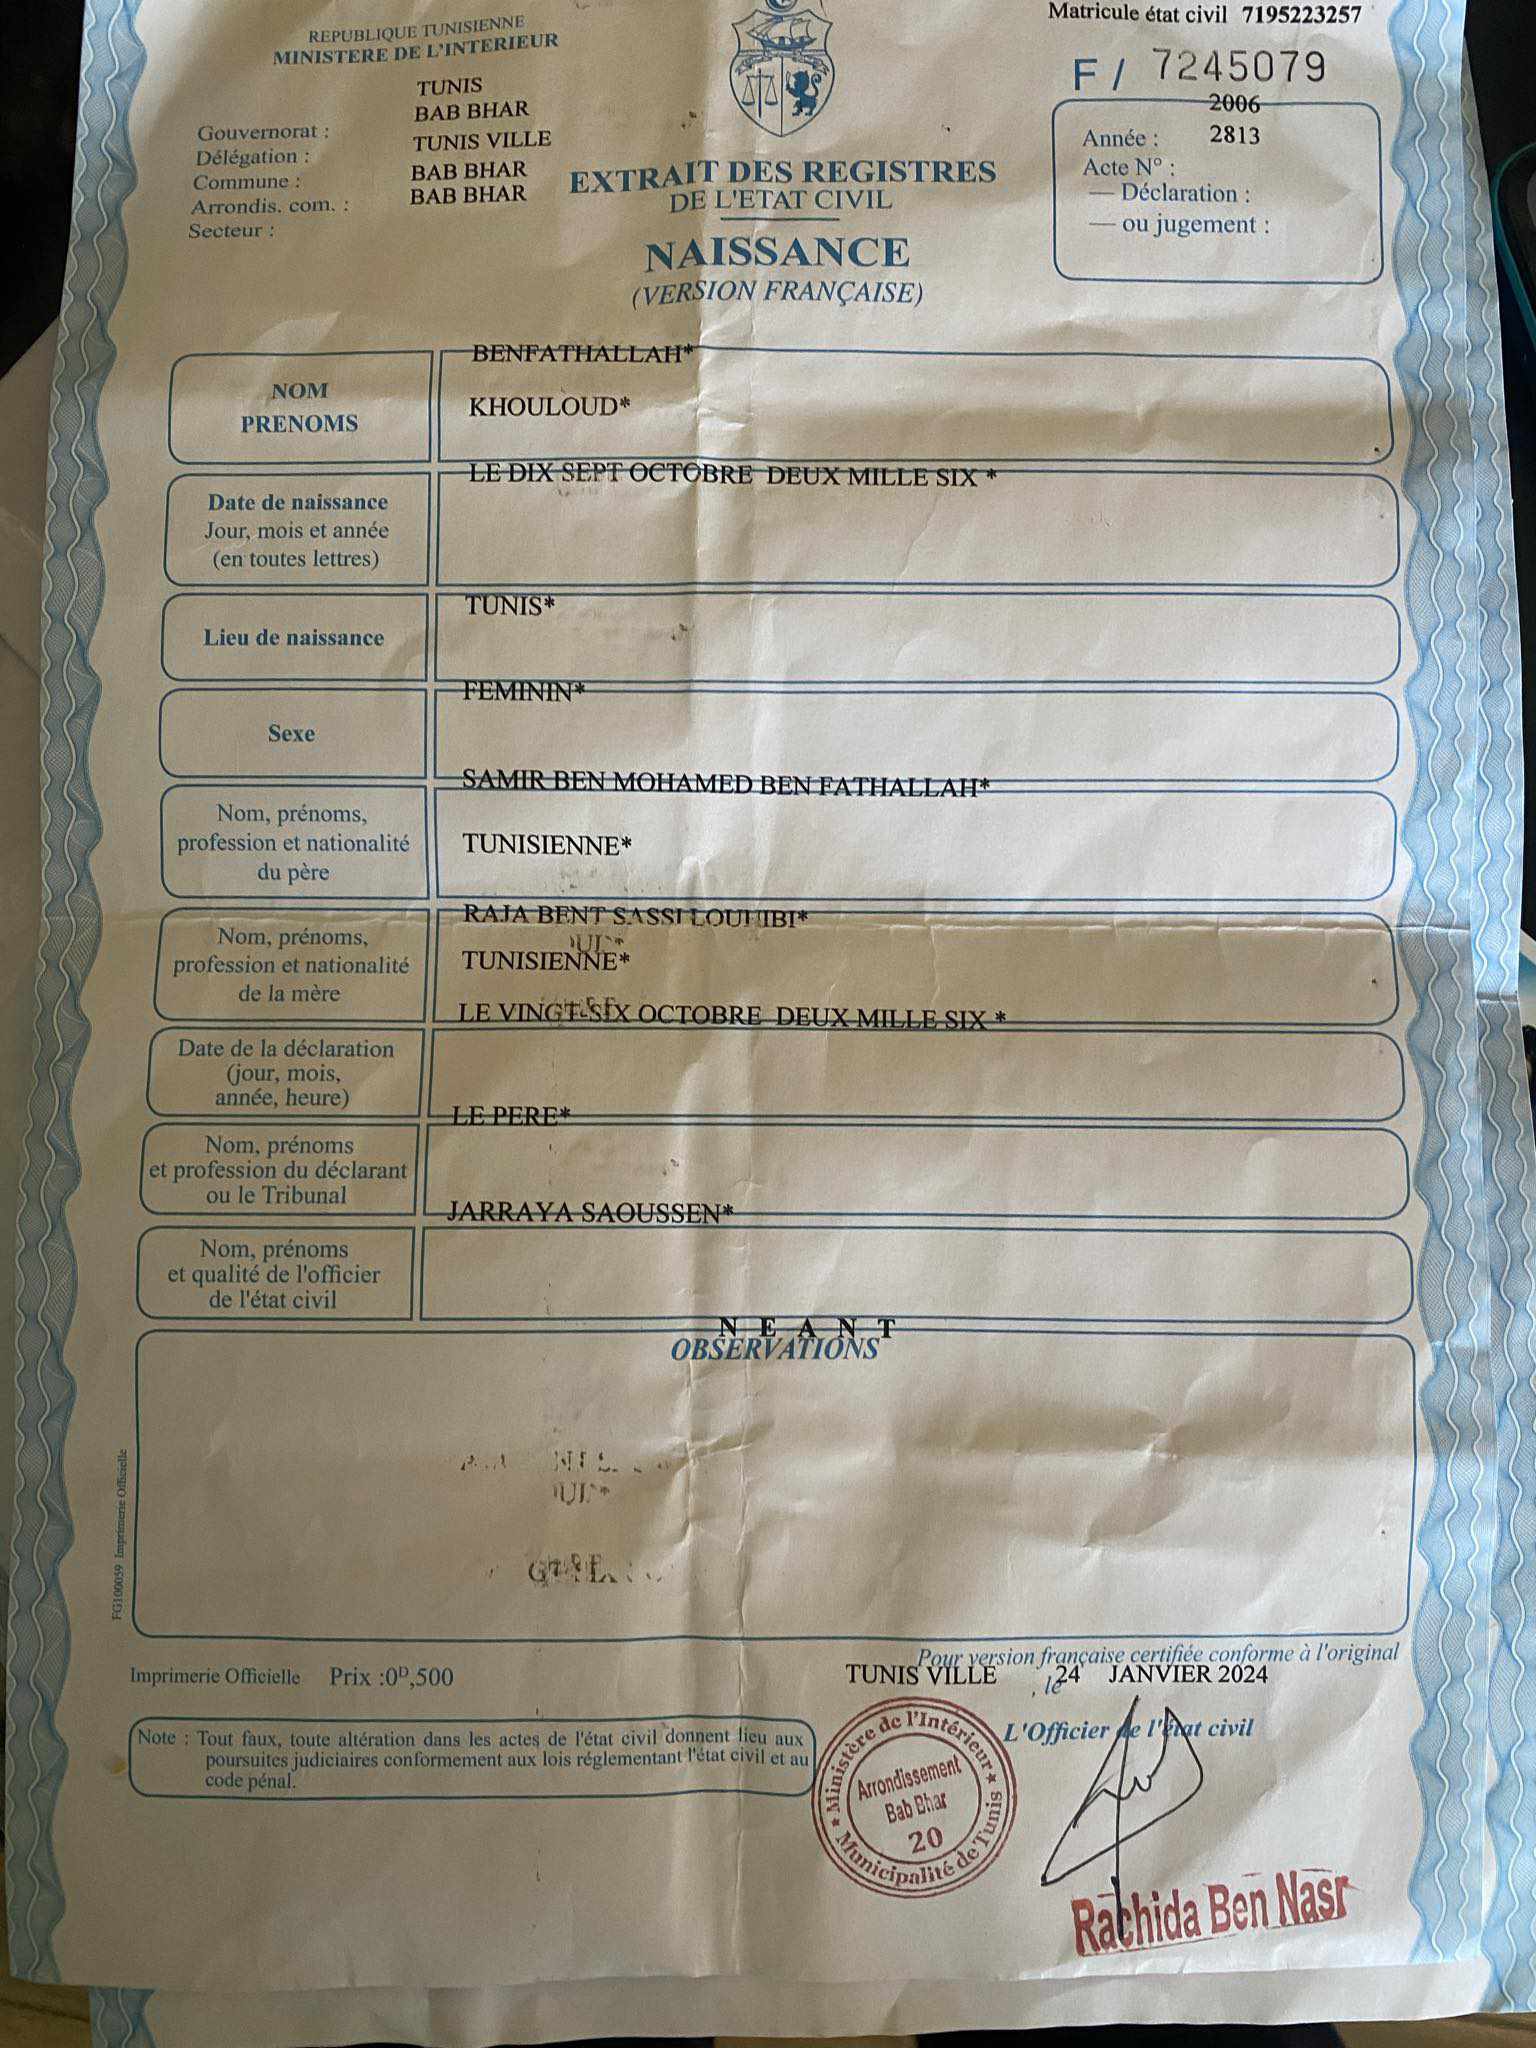 REPUBLIQUE TUNISIENNE
MINISTERE DE L'INTERIEUR
Matricule état civil 7195223257
F / 7245079
Gouvernorat : TUNIS
Délégation : BAB BHAR
Commune : TUNIS VILLE
Arrondis. com. : BAB BHAR
Secteur : BAB BHAR
Année : 2006
Acte N° : 2813
— Déclaration :
— ou jugement :
EXTRAIT DES REGISTRES
DE L'ETAT CIVIL
NAISSANCE
(VERSION FRANÇAISE)
NOM
PRENOMS
BENFATHALLAH*
KHOULOUD*
Date de naissance
Jour, mois et année
(en toutes lettres)
LE DIX SEPT OCTOBRE DEUX MILLE SIX *
Lieu de naissance
TUNIS*
Sexe
FEMININ*
Nom, prénoms,
profession et nationalité
du père
SAMIR BEN MOHAMED BEN FATHALLAH*
TUNISIENNE*
Nom, prénoms,
profession et nationalité
de la mère
RAJA BENT SASSI LOUHIBI*
TUNISIENNE*
Date de la déclaration
(jour, mois,
année, heure)
LE VINGT-SIX OCTOBRE DEUX MILLE SIX *
Nom, prénoms
et profession du déclarant
ou le Tribunal
LE PERE*
Nom, prénoms
et qualité de l'officier
de l'état civil
JARRAYA SAOUSSEN*
N E A N T
OBSERVATIONS
FG100059 Imprimerie Officielle
Imprimerie Officielle Prix :0ᴰ,500
Pour version française certifiée conforme à l'original
TUNIS VILLE , le 24 JANVIER 2024
L'Officier de l'état civil
Note : Tout faux, toute altération dans les actes de l'état civil donnent lieu aux
poursuites judiciaires conformement aux lois réglementant l'état civil et au
code pénal.
Ministère de l'Intérieur
Arrondissement
Bab Bhar
20
Municipalité de Tunis
Rachida Ben Nasr